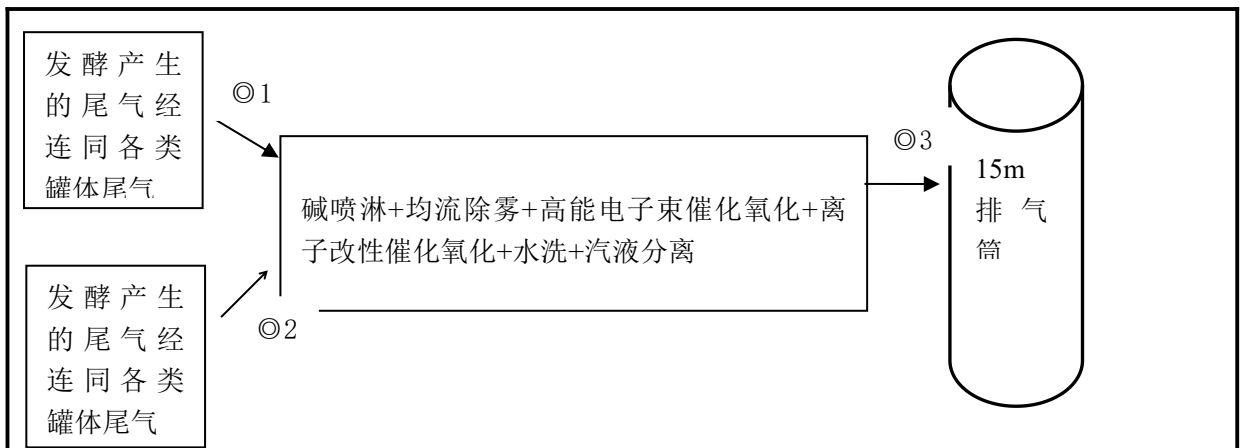 发酵产生
的尾气经
连同各类
罐体尾气
◎1
碱喷淋+均流除雾+高能电子束催化氧化+离
子改性催化氧化+水洗+汽液分离
◎3
15m
排气
筒
发酵产生
的尾气经
连同各类
罐体尾气
◎2